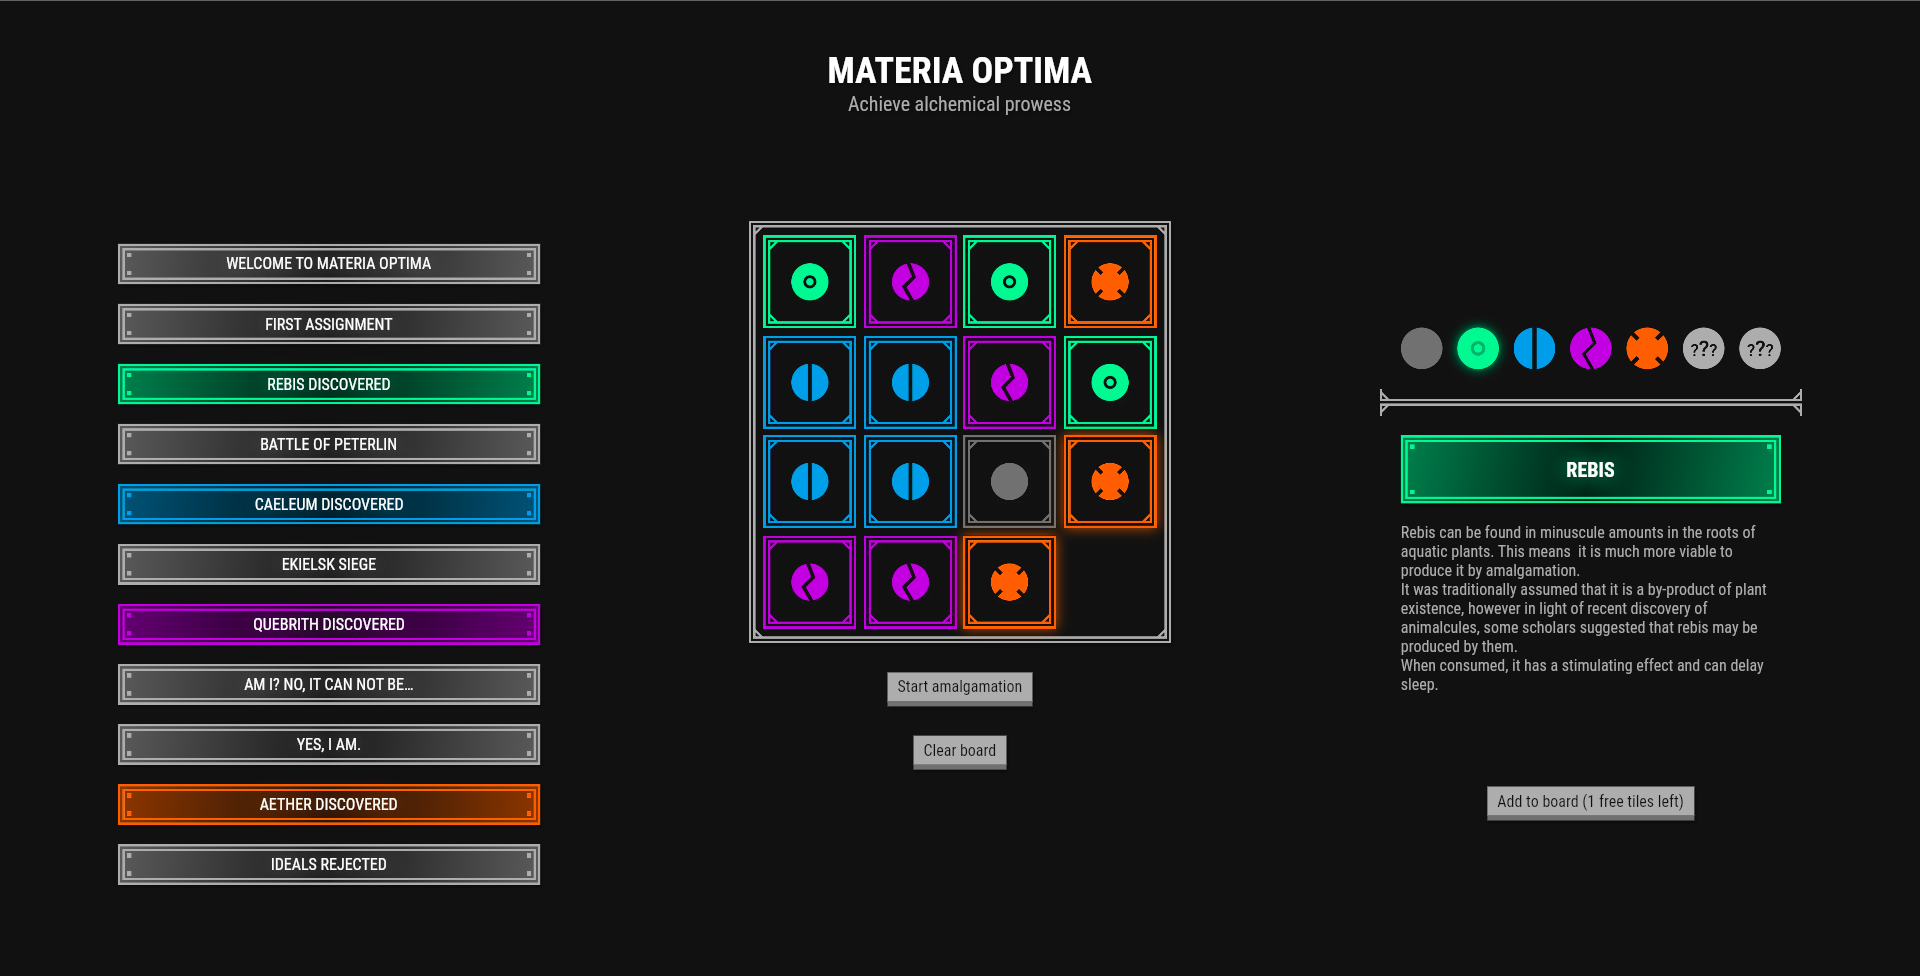 MATERIA OPTIMA
Achieve alchemical prowess
WELCOME TO MATERIA OPTIMA
FIRST ASSIGNMENT
REBIS DISCOVERED
BATTLE OF PETERLIN
CAELEUM DISCOVERED
EKIELSK SIEGE
QUEBRITH DISCOVERED
AM I? NO, IT CAN NOT BE...
YES, I AM.
AETHER DISCOVERED
IDEALS REJECTED
Start amalgamation
Clear board
??? ???
REBIS
Rebis can be found in minuscule amounts in the roots of
aquatic plants. This means  it is much more viable to
produce it by amalgamation.
It was traditionally assumed that it is a by-product of plant
existence, however in light of recent discovery of
animalcules, some scholars suggested that rebis may be
produced by them.
When consumed, it has a stimulating effect and can delay
sleep.
Add to board (1 free tiles left)